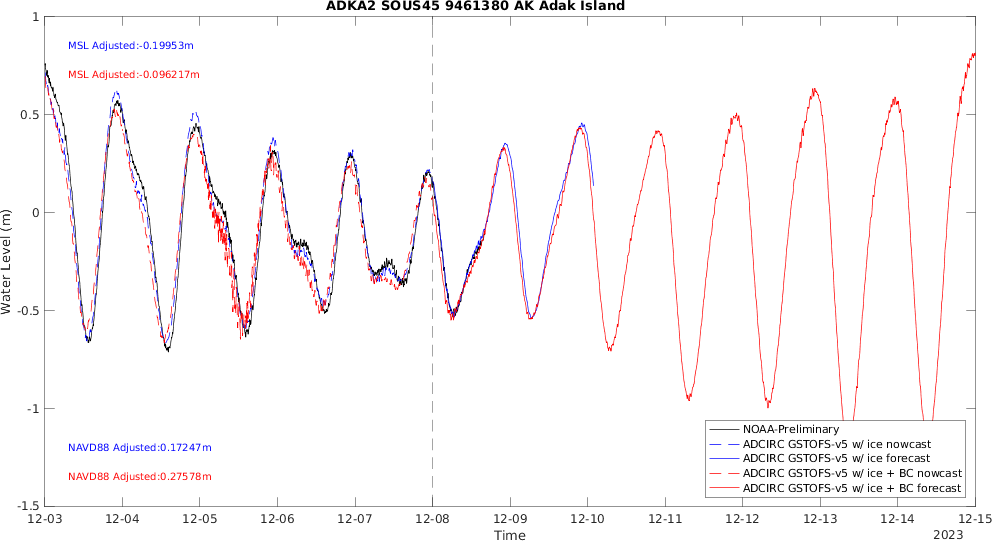 ADKA2 SOUS45 9461380 AK Adak Island
MSL Adjusted:-0.19953m
MSL Adjusted:-0.096217m
NAVD88 Adjusted:0.17247m
NAVD88 Adjusted:0.27578m
Water Level (m)
1
0.5
0
-0.5
-1
-1.5
NOAA-Preliminary
ADCIRC GSTOFS-v5 w/ ice nowcast
ADCIRC GSTOFS-v5 w/ ice forecast
ADCIRC GSTOFS-v5 w/ ice + BC nowcast
ADCIRC GSTOFS-v5 w/ ice + BC forecast
12-03 12-04 12-05 12-06 12-07 12-08 12-09 12-10 12-11 12-12 12-13 12-14 12-15
Time
2023